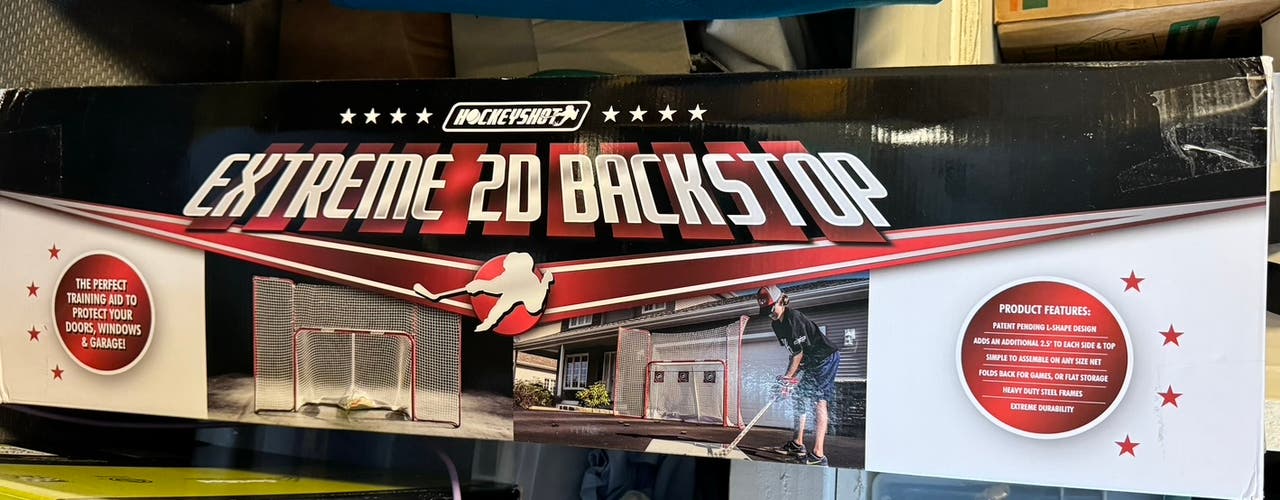 HOCKEYSHOT
EXTREME 2D BACKSTOP
THE PERFECT
TRAINING AID TO
PROTECT YOUR
DOORS, WINDOWS
& GARAGE!
PRODUCT FEATURES:
PATENT PENDING L-SHAPE DESIGN
ADDS AN ADDITIONAL 2.5' TO EACH SIDE & TOP
SIMPLE TO ASSEMBLE ON ANY SIZE NET
FOLDS BACK FOR GAMES, OR FLAT STORAGE
HEAVY DUTY STEEL FRAMES
EXTREME DURABILITY